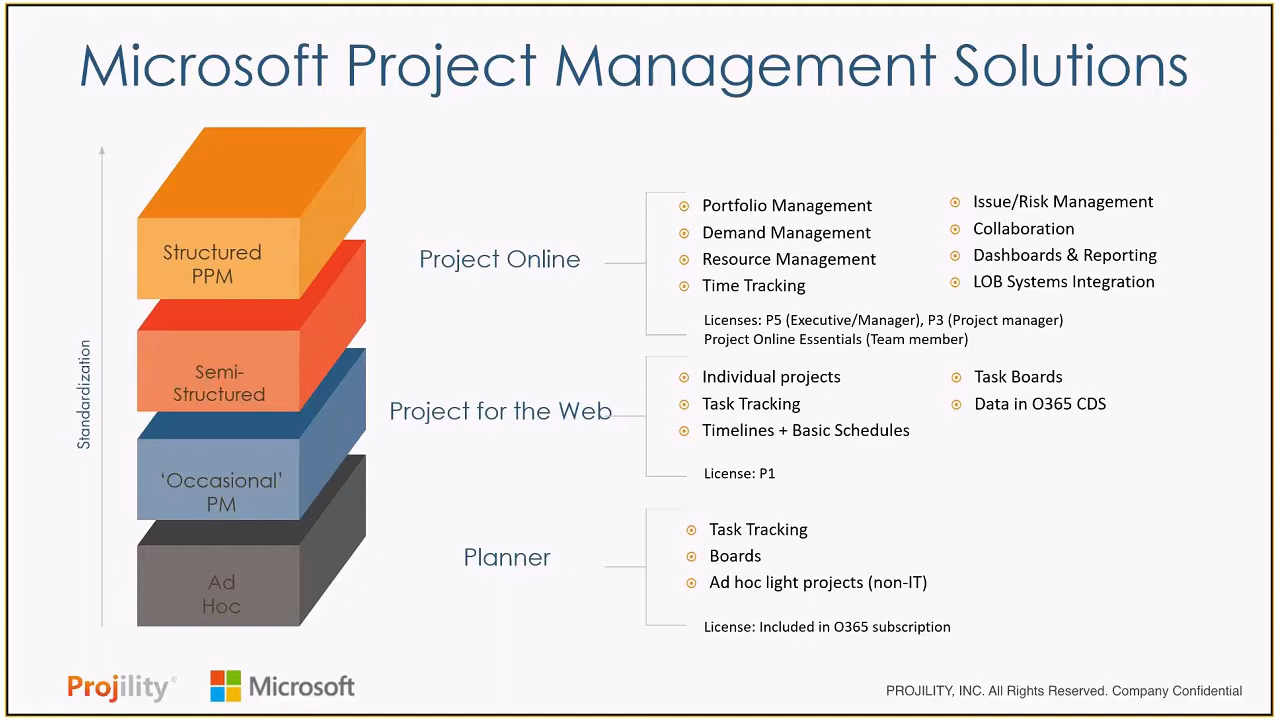 Microsoft Project Management Solutions
Standardization
Structured
PPM
Semi-
Structured
‘Occasional’
PM
Ad
Hoc
Project Online
Portfolio Management
Demand Management
Resource Management
Time Tracking
Issue/Risk Management
Collaboration
Dashboards & Reporting
LOB Systems Integration
Licenses: P5 (Executive/Manager), P3 (Project manager)
Project Online Essentials (Team member)
Project for the Web
Individual projects
Task Tracking
Timelines + Basic Schedules
Task Boards
Data in O365 CDS
License: P1
Planner
Task Tracking
Boards
Ad hoc light projects (non-IT)
License: Included in O365 subscription
Projility®
Microsoft
PROJILITY, INC. All Rights Reserved. Company Confidential